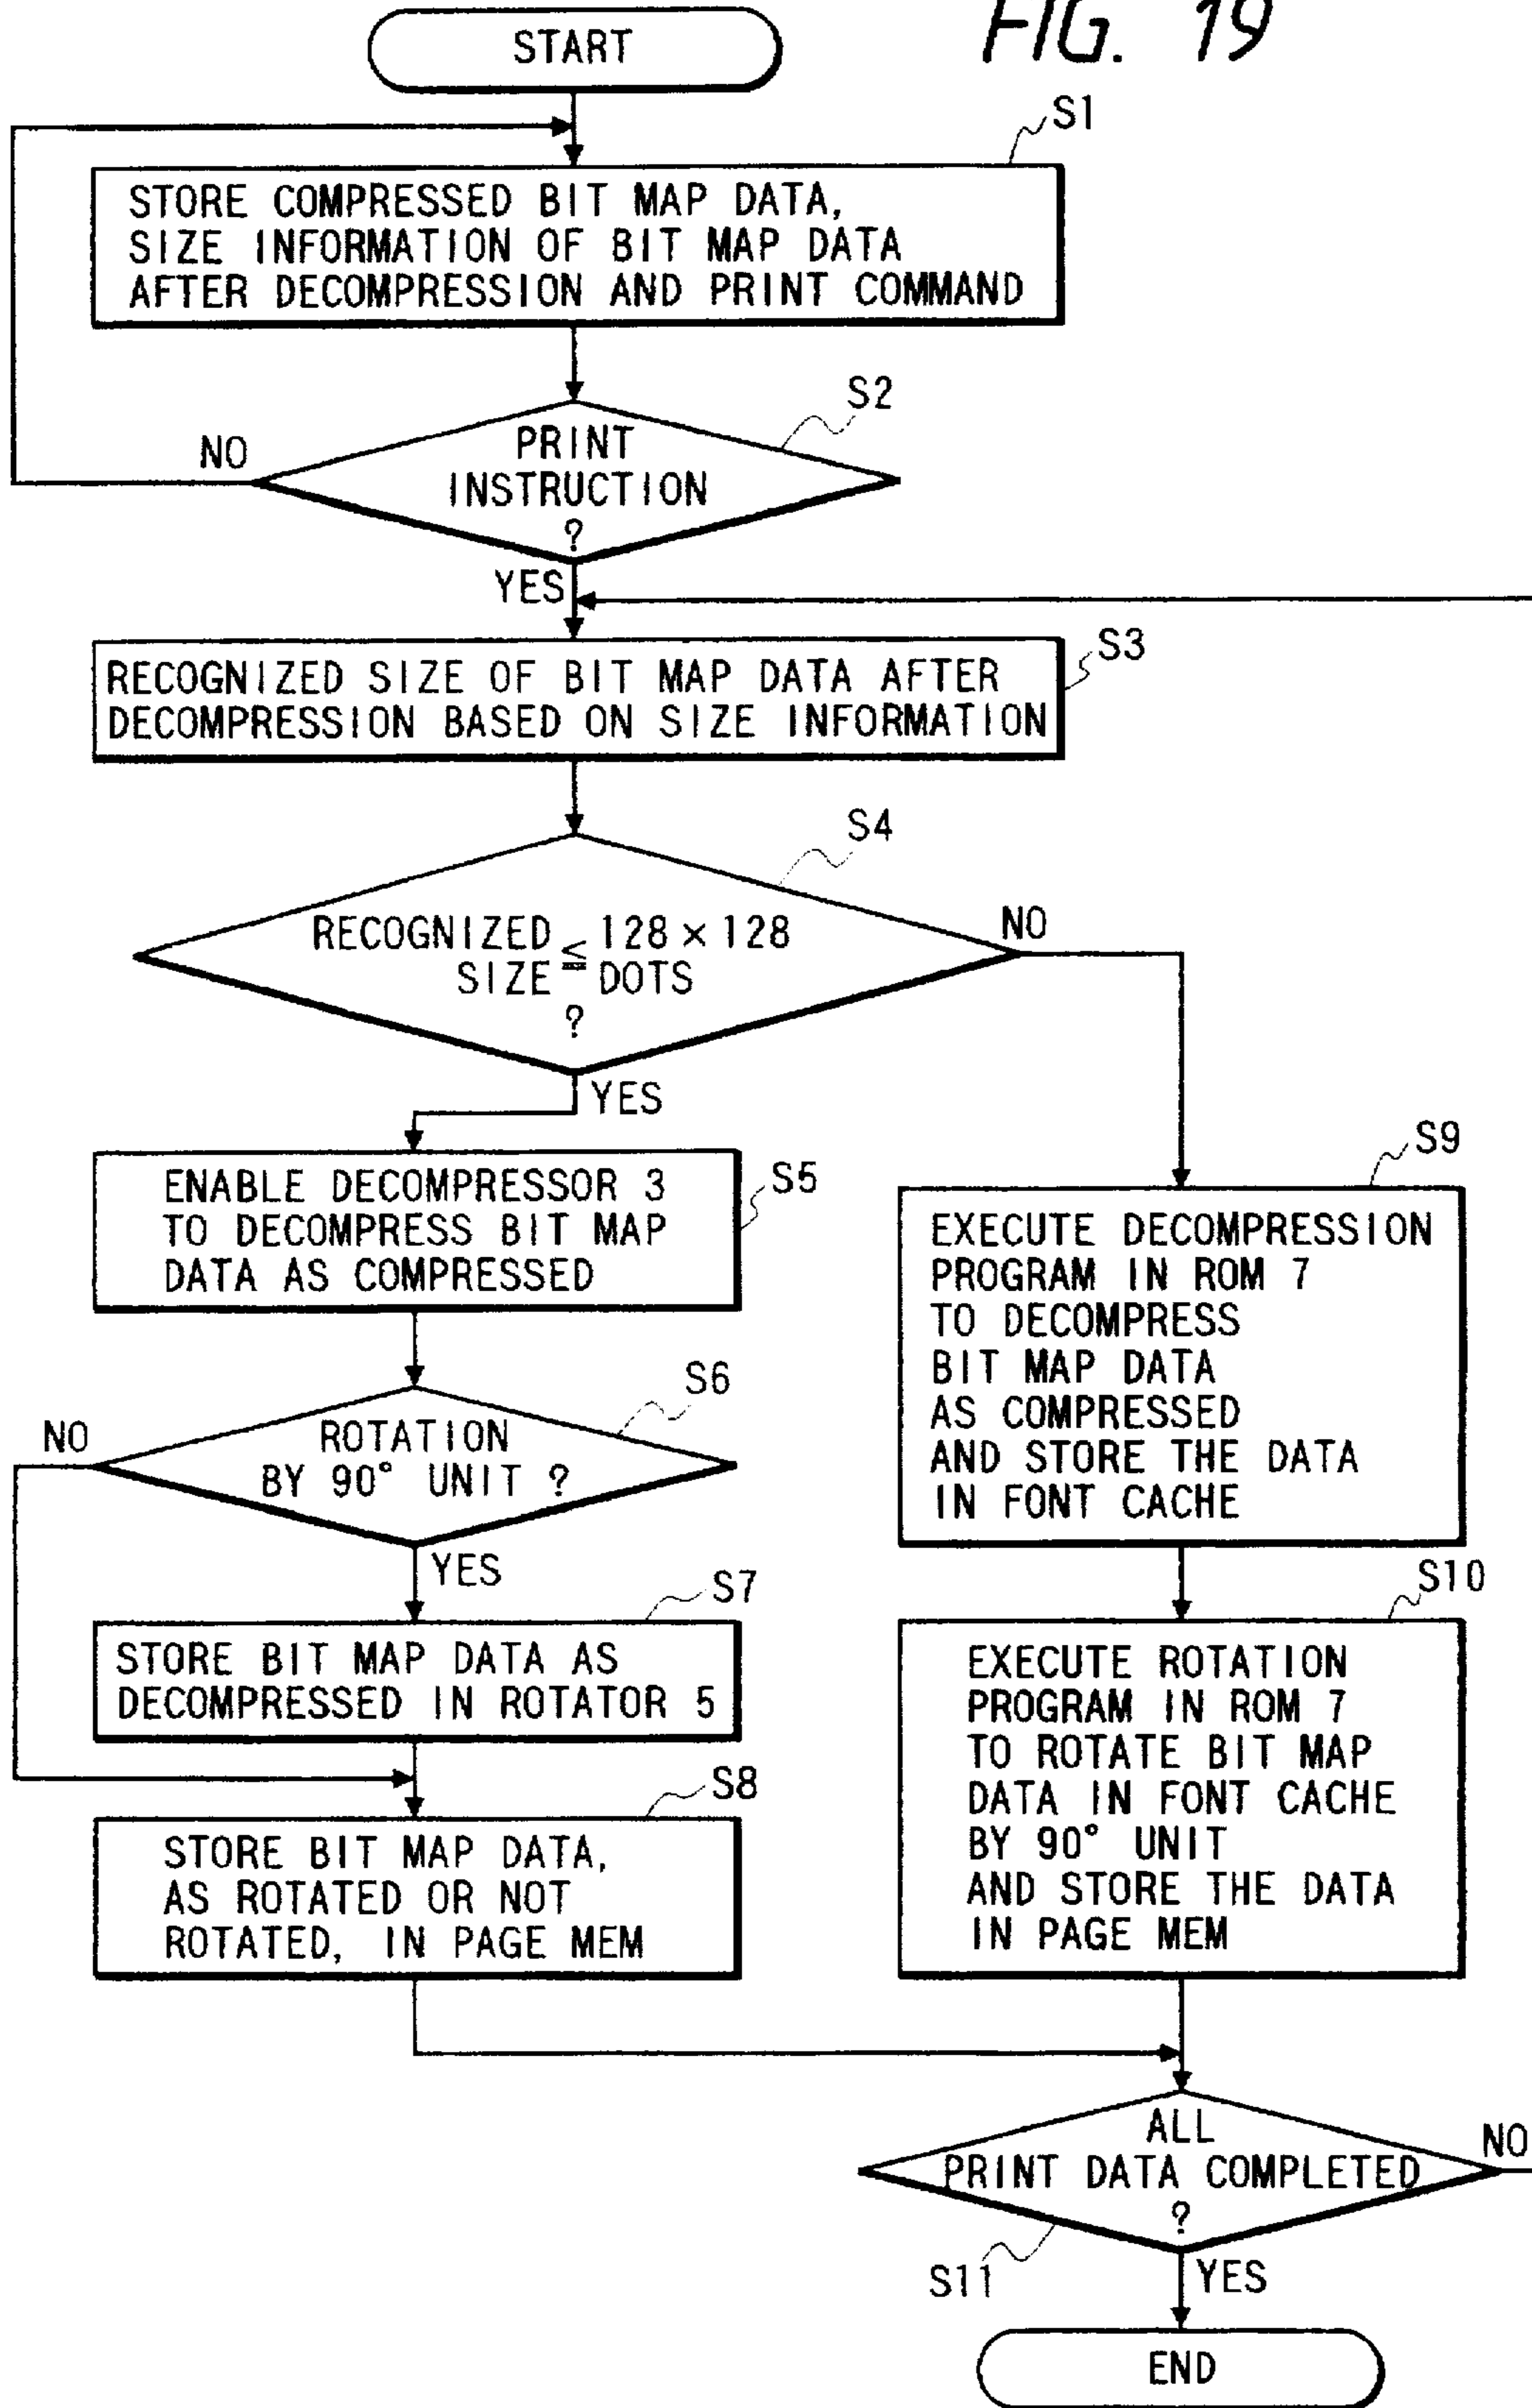 FIG. 19
START
S1
STORE COMPRESSED BIT MAP DATA,
SIZE INFORMATION OF BIT MAP DATA
AFTER DECOMPRESSION AND PRINT COMMAND
S2
NO
PRINT
INSTRUCTION
?
YES
S3
RECOGNIZED SIZE OF BIT MAP DATA AFTER
DECOMPRESSION BASED ON SIZE INFORMATION
S4
NO
RECOGNIZED ≦ 128 × 128
SIZE DOTS
?
YES
S5
ENABLE DECOMPRESSOR 3
TO DECOMPRESS BIT MAP
DATA AS COMPRESSED
S6
NO
ROTATION
BY 90° UNIT ?
YES
S7
STORE BIT MAP DATA AS
DECOMPRESSED IN ROTATOR 5
S8
STORE BIT MAP DATA,
AS ROTATED OR NOT
ROTATED, IN PAGE MEM
S9
EXECUTE DECOMPRESSION
PROGRAM IN ROM 7
TO DECOMPRESS
BIT MAP DATA
AS COMPRESSED
AND STORE THE DATA
IN FONT CACHE
S10
EXECUTE ROTATION
PROGRAM IN ROM 7
TO ROTATE BIT MAP
DATA IN FONT CACHE
BY 90° UNIT
AND STORE THE DATA
IN PAGE MEM
ALL
PRINT DATA COMPLETED
?
NO
S11
YES
END